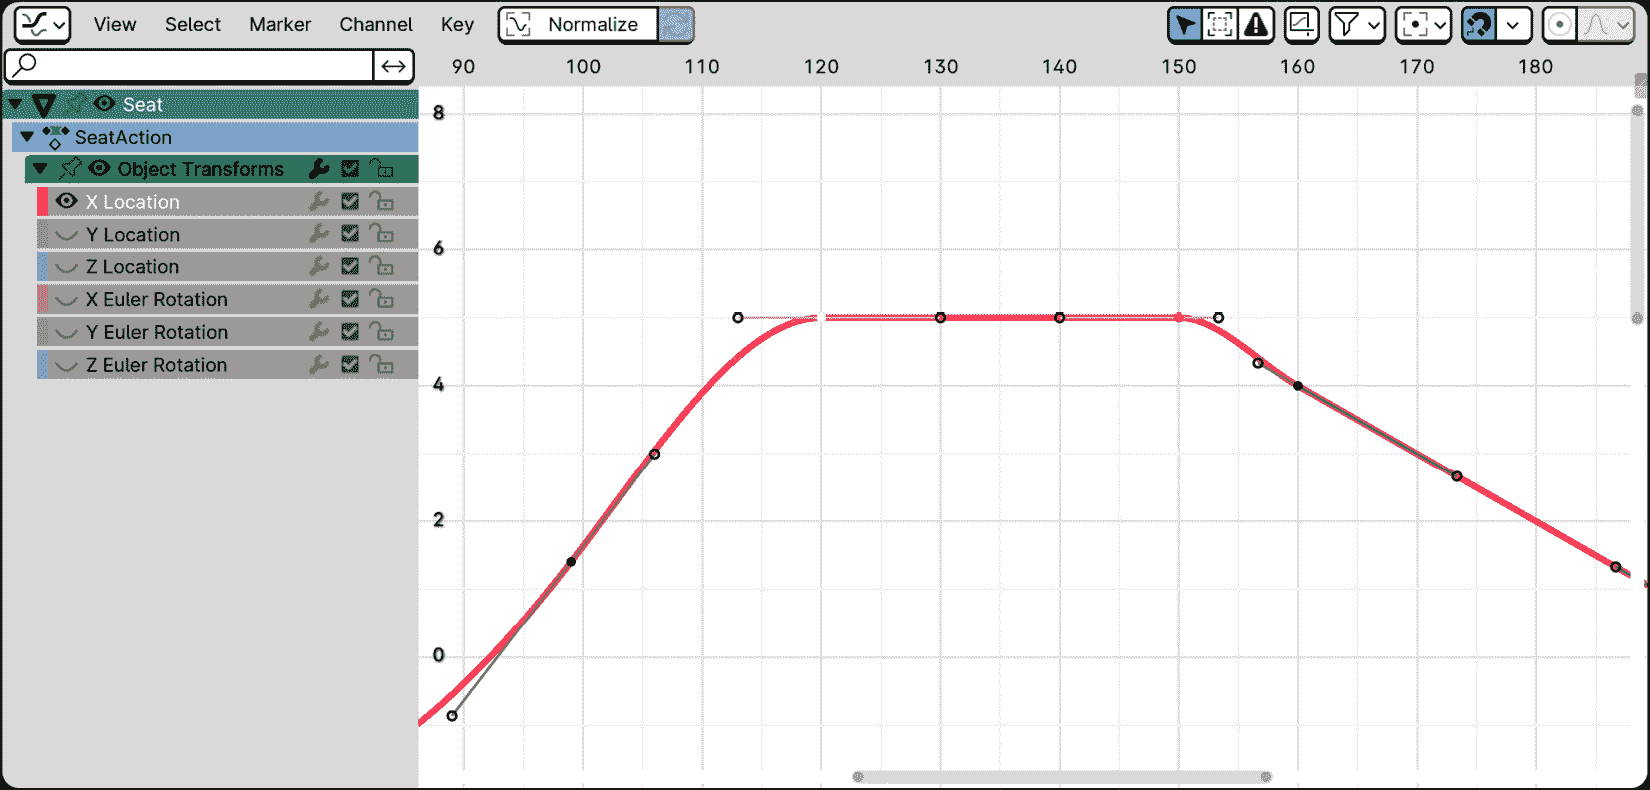 View Select Marker Channel Key Normalize
90 100 110 120 130 140 150 160 170 180
Seat
SeatAction
Object Transforms
X Location
Y Location
Z Location
X Euler Rotation
Y Euler Rotation
Z Euler Rotation
8
6
4
2
0